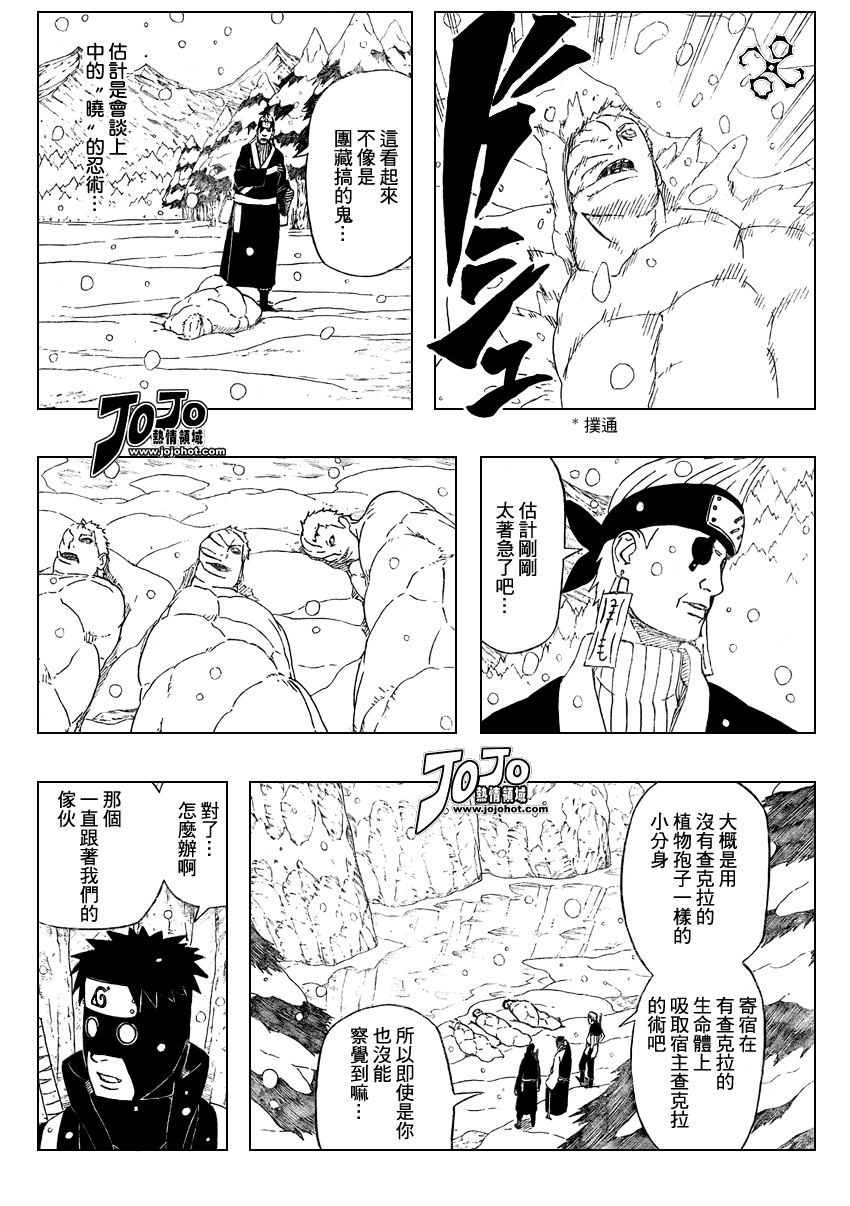 ドシュ
* 撲通
這看起來
不像是
團藏搞的鬼…
估計是會談上
中的〝曉〞的忍術…
JOJO
熱情領域
www.jojohot.com
估計剛剛
太著急了吧…
大概是用
沒有查克拉的
植物孢子一樣的
小分身
寄宿在
有查克拉的
生命體上
吸取宿主查克拉
的術吧
所以即使是你
也沒能
察覺到嘛…
JOJO
熱情領域
www.jojohot.com
對了…
怎麼辦啊
那個
一直跟著我們的
傢伙